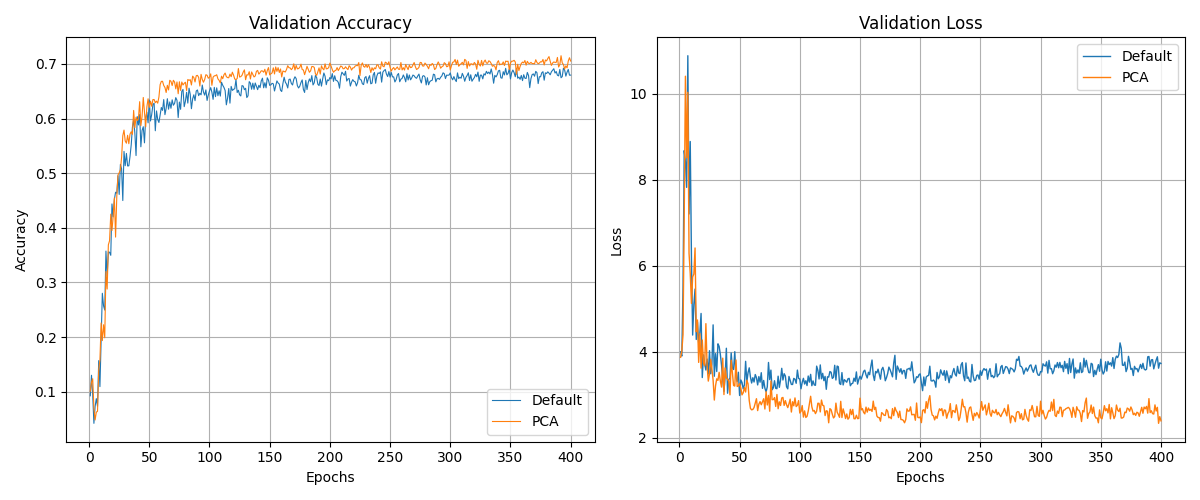 Validation Accuracy
0.7
0.6
0.5
0.4
0.3
0.2
0.1
Accuracy
0 50 100 150 200 250 300 350 400
Epochs
Default
PCA
Validation Loss
10
8
6
4
2
Loss
0 50 100 150 200 250 300 350 400
Epochs
Default
PCA